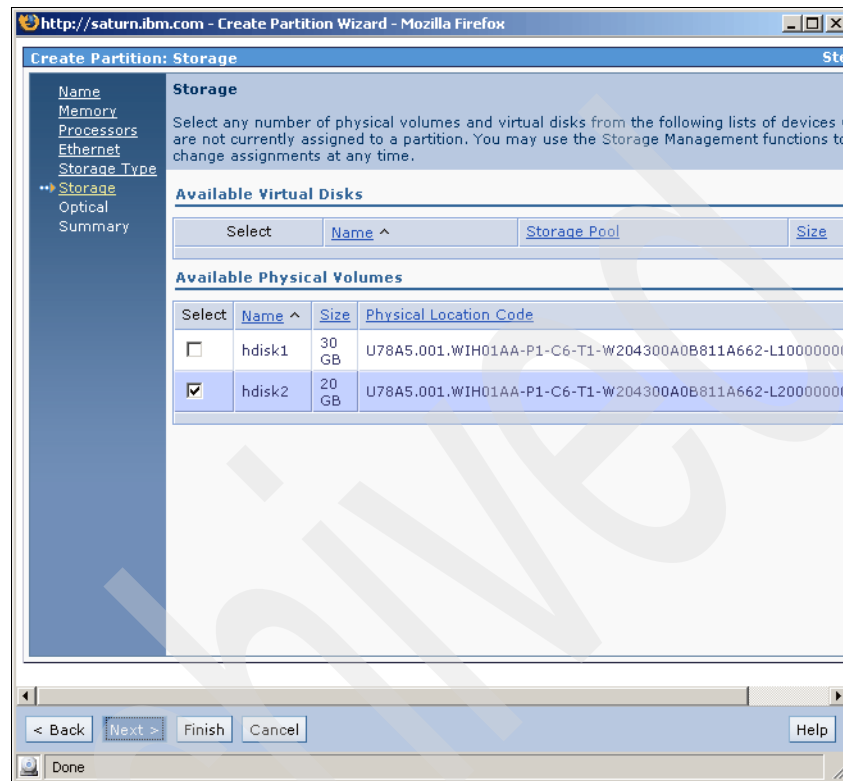 http://saturn.ibm.com - Create Partition Wizard - Mozilla Firefox
Create Partition: Storage
Name
Memory
Processors
Ethernet
Storage Type
Storage
Optical
Summary
Storage
Select any number of physical volumes and virtual disks from the following lists of devices
are not currently assigned to a partition. You may use the Storage Management functions to
change assignments at any time.
Available Virtual Disks
Select Name ^ Storage Pool Size
Available Physical Volumes
Select Name ^ Size Physical Location Code
hdisk1 30 GB U78A5.001.WIH01AA-P1-C6-T1-W204300A0B811A662-L1000000
hdisk2 20 GB U78A5.001.WIH01AA-P1-C6-T1-W204300A0B811A662-L2000000
< Back Next > Finish Cancel Help
Done